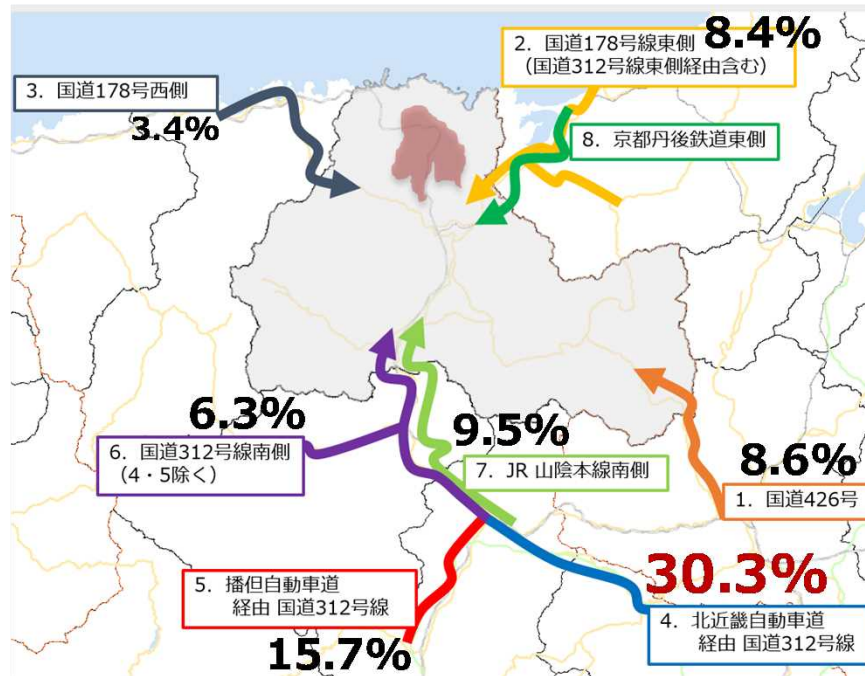 2. 国道178号線東側 8.4%
(国道312号線東側経由含む)
3. 国道178号西側
3.4%
8. 京都丹後鉄道東側
6.3%
6. 国道312号線南側
(4・5除く)
9.5%
7. JR 山陰本線南側
8.6%
1. 国道426号
5. 播但自動車道
経由 国道312号線
15.7%
30.3%
4. 北近畿自動車道
経由 国道312号線